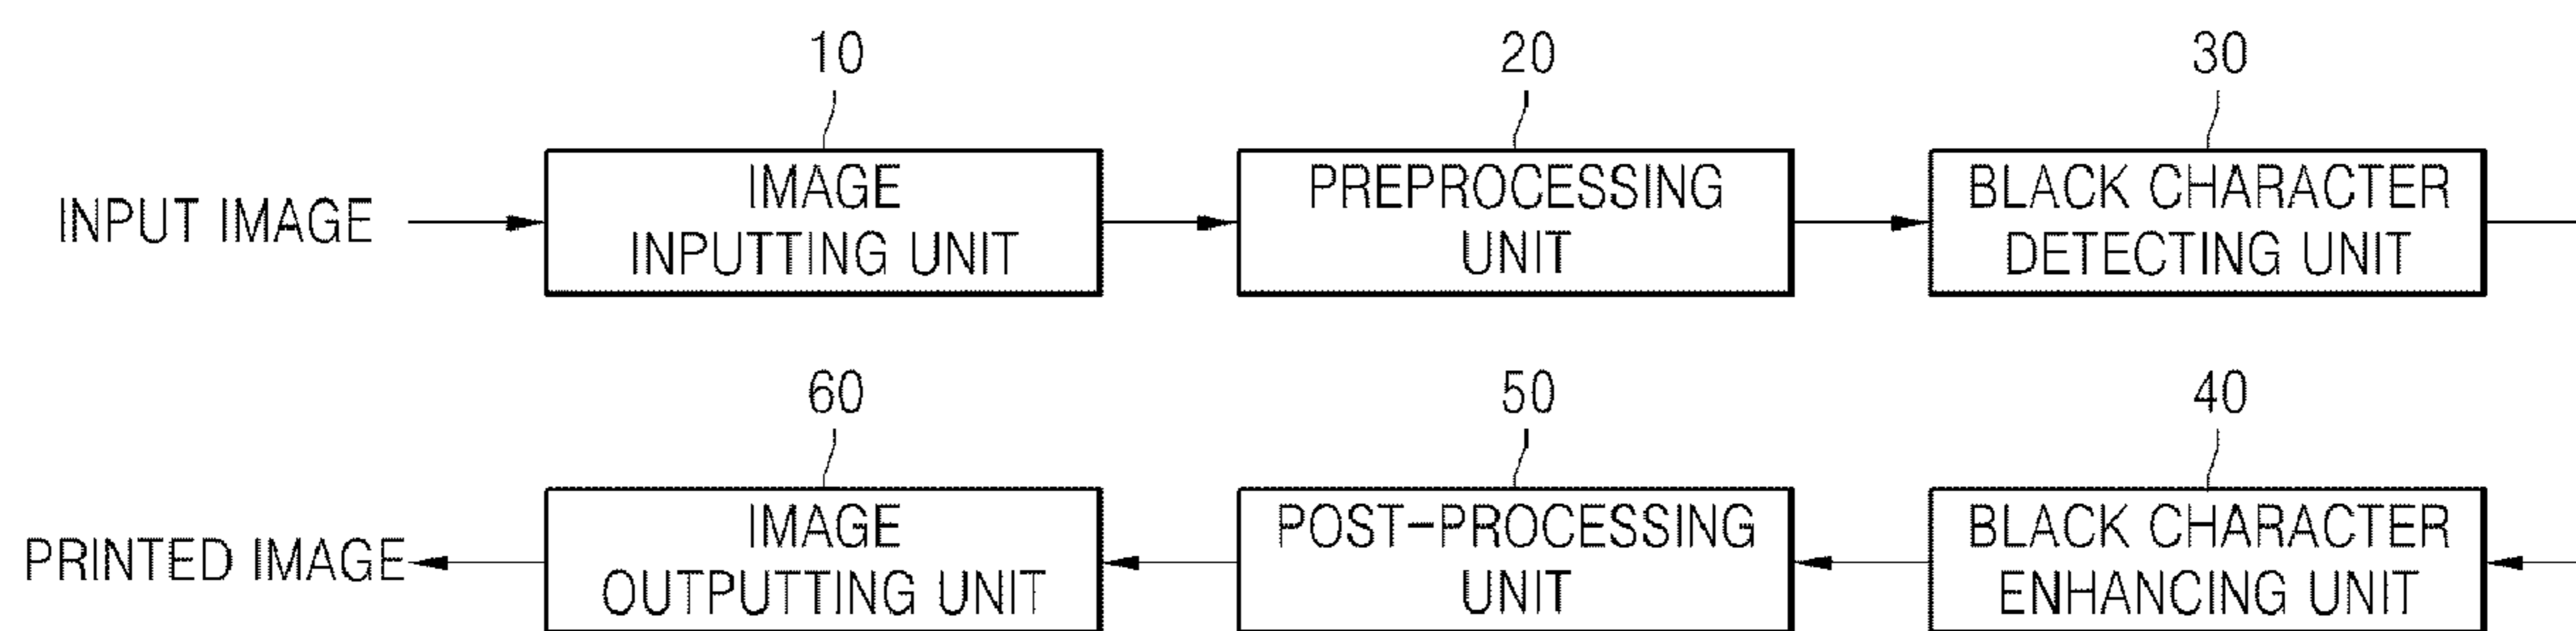 10
20
30
INPUT IMAGE
IMAGE
INPUTTING UNIT
PREPROCESSING
UNIT
BLACK CHARACTER
DETECTING UNIT
60
50
40
PRINTED IMAGE
IMAGE
OUTPUTTING UNIT
POST-PROCESSING
UNIT
BLACK CHARACTER
ENHANCING UNIT